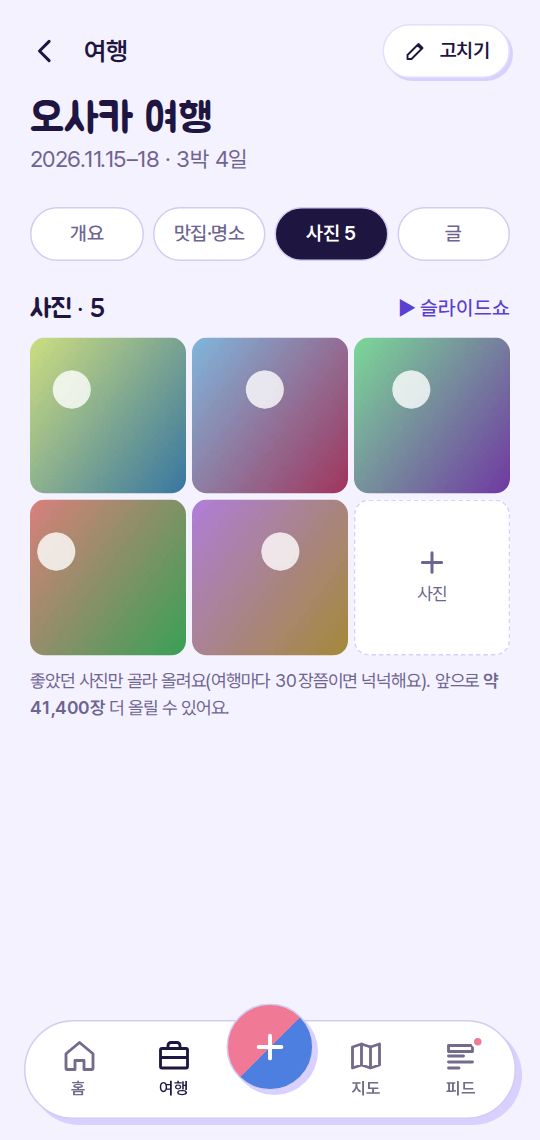 여행
고치기
오사카 여행
2026.11.15–18 · 3박 4일
개요
맛집·명소
사진 5
글
사진 · 5
▶ 슬라이드쇼
사진
좋았던 사진만 골라 올려요(여행마다 30장쯤이면 넉넉해요). 앞으로 약
41,400장 더 올릴 수 있어요.
홈
여행
지도
피드